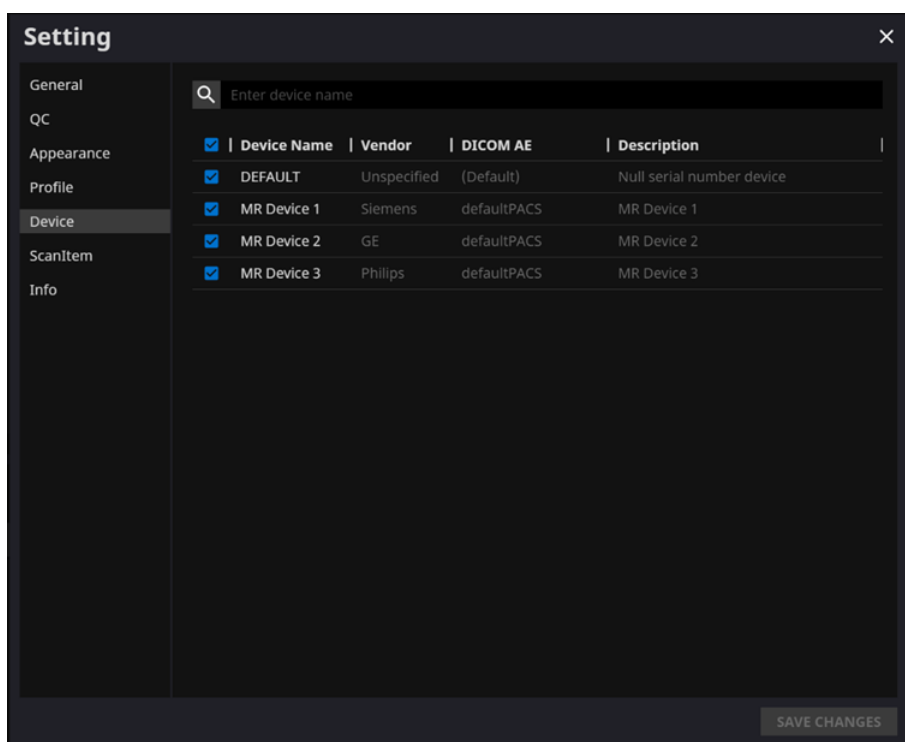 Setting
General
QC
Appearance
Profile
Device
ScanItem
Info
Enter device name
Device Name Vendor DICOM AE Description
DEFAULT Unspecified (Default) Null serial number device
MR Device 1 Siemens defaultPACS MR Device 1
MR Device 2 GE defaultPACS MR Device 2
MR Device 3 Philips defaultPACS MR Device 3
SAVE CHANGES